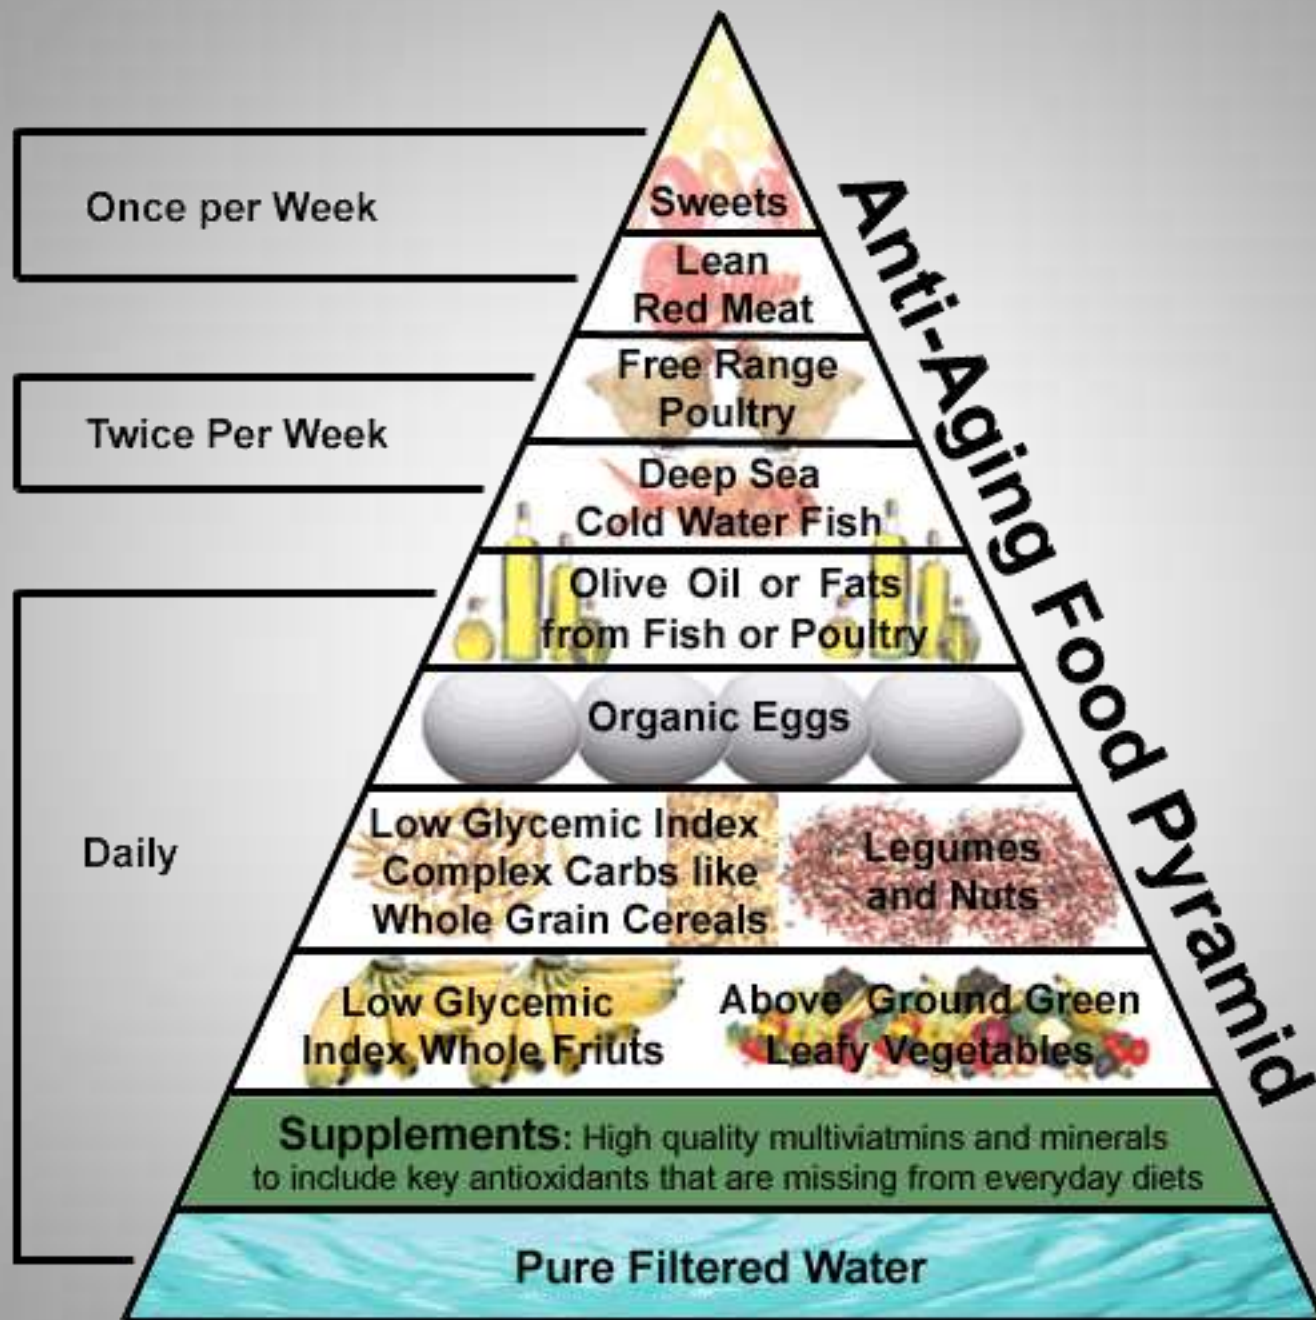 Anti-Aging Food Pyramid
Once per Week
Sweets
Lean
Red Meat
Twice Per Week
Free Range
Poultry
Deep Sea
Cold Water Fish
Daily
Olive Oil or Fats
from Fish or Poultry
Organic Eggs
Low Glycemic Index
Complex Carbs like
Whole Grain Cereals
Legumes
and Nuts
Low Glycemic
Index Whole Friuts
Above Ground Green
Leafy Vegetables
Supplements: High quality multiviatmins and minerals
to include key antioxidants that are missing from everyday diets
Pure Filtered Water